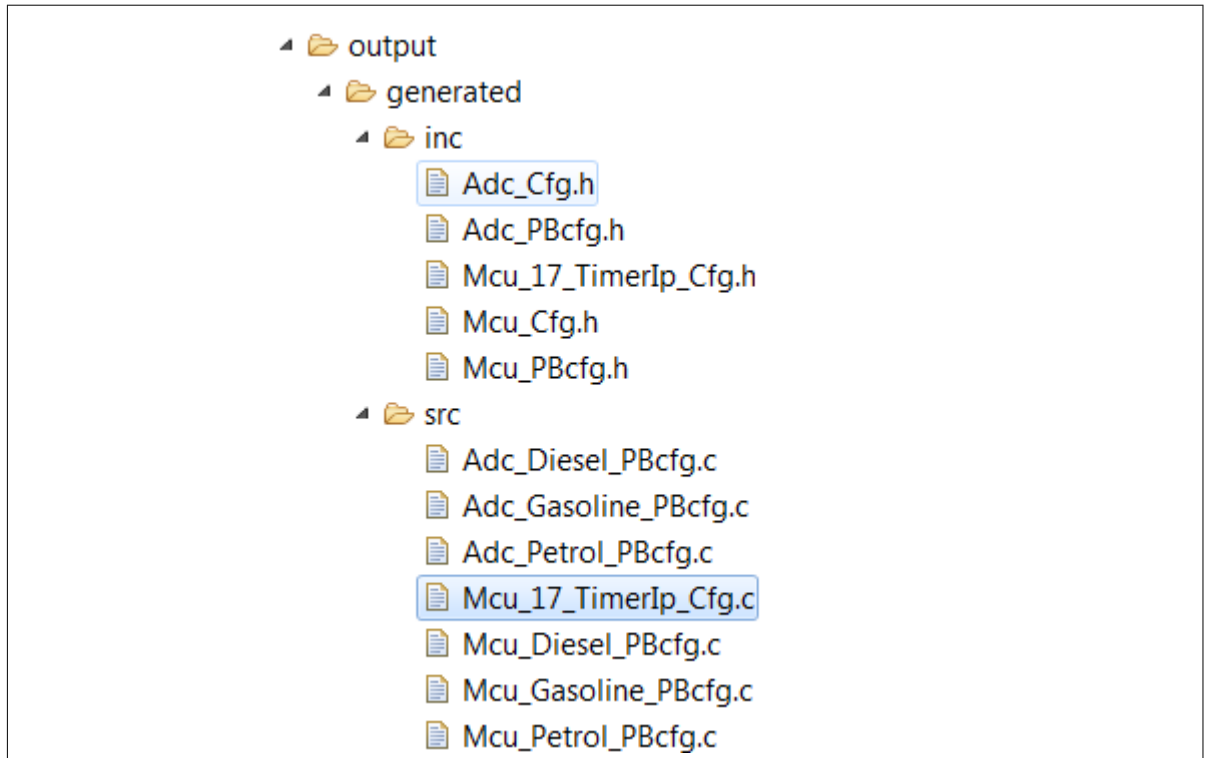 output
generated
inc
Adc_Cfg.h
Adc_PBcfg.h
Mcu_17_TimerIp_Cfg.h
Mcu_Cfg.h
Mcu_PBcfg.h
src
Adc_Diesel_PBcfg.c
Adc_Gasoline_PBcfg.c
Adc_Petrol_PBcfg.c
Mcu_17_TimerIp_Cfg.c
Mcu_Diesel_PBcfg.c
Mcu_Gasoline_PBcfg.c
Mcu_Petrol_PBcfg.c